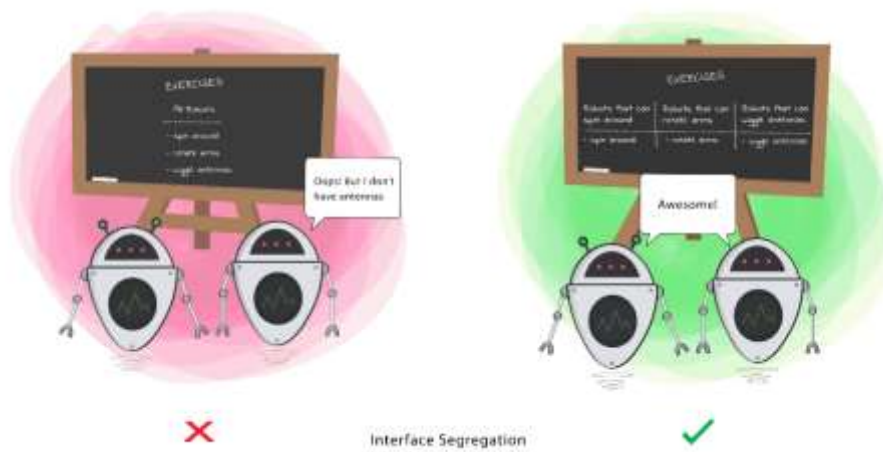 EXERCISES
All Robots
- spin around
- rotate arms
- wiggle antennas
Oops! But I don't
have antennas
EXERCISES
Robots that can
spin around
- spin around
Robots that can
rotate arms
- rotate arms
Robots that can
wiggle antennas
- wiggle antennas
Awesome!
Interface Segregation